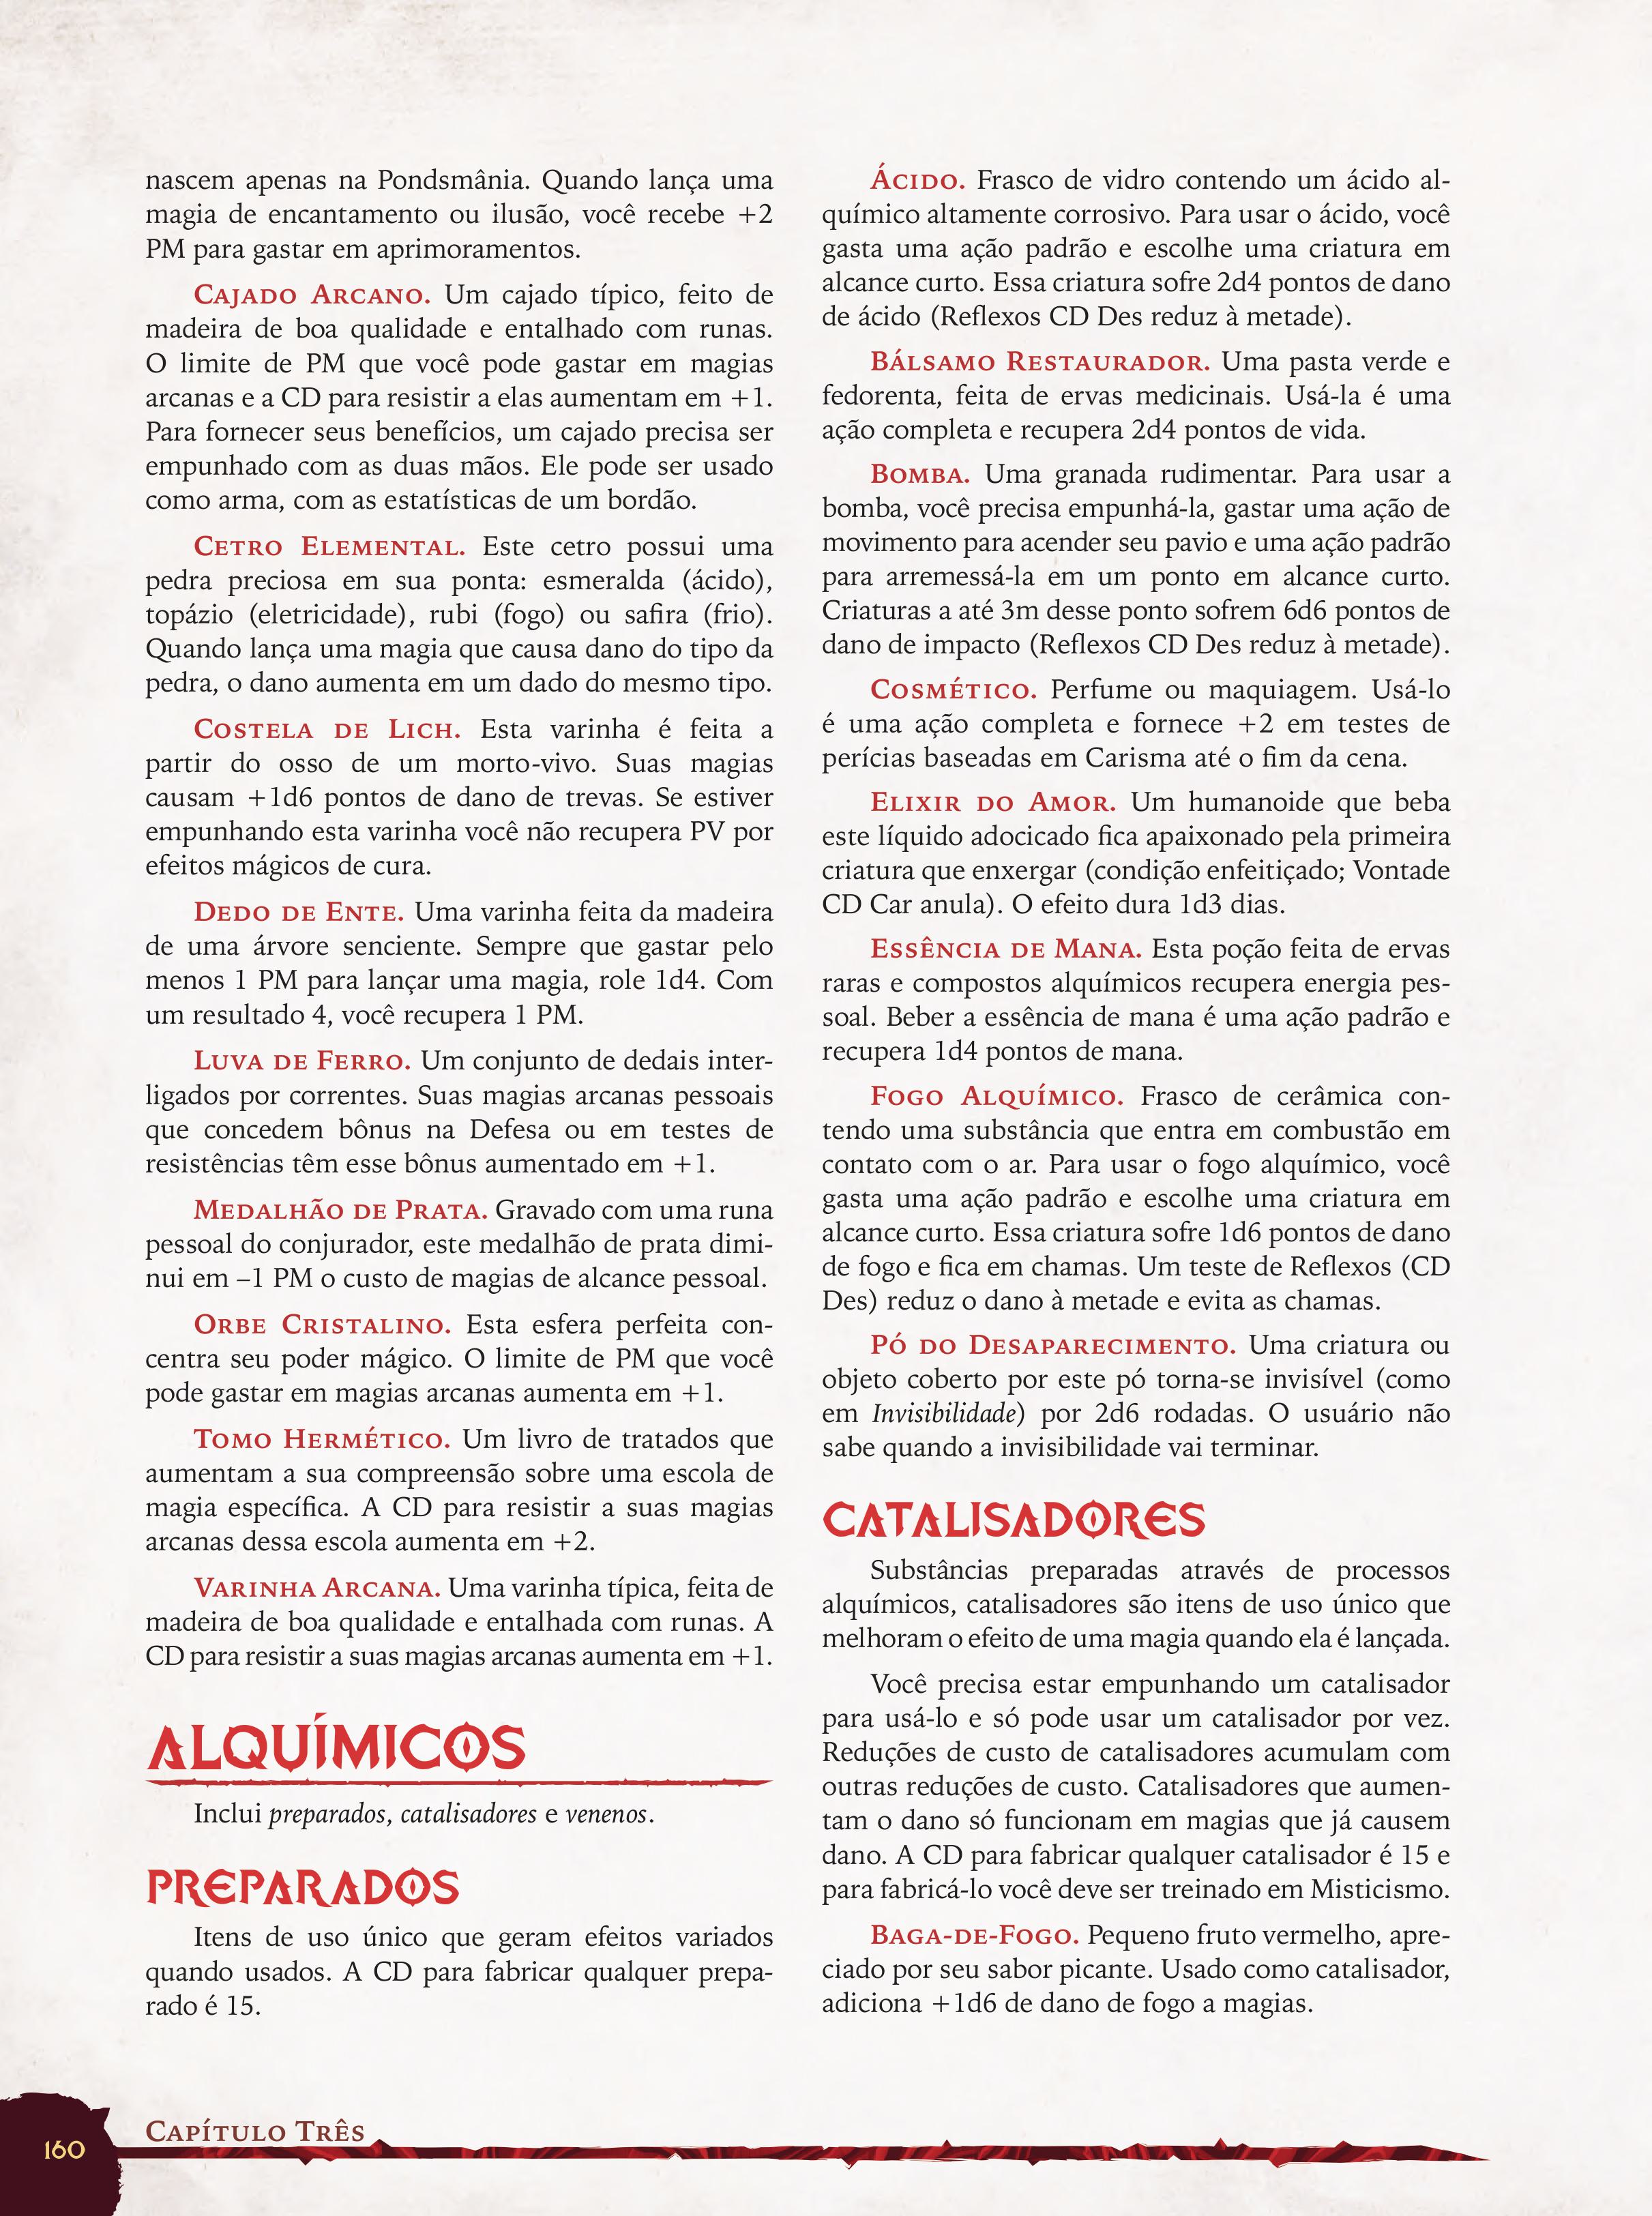 nascem apenas na Pondsmânia. Quando lança uma
magia de encantamento ou ilusão, você recebe +2
PM para gastar em aprimoramentos.
Cajado Arcano. Um cajado típico, feito de
madeira de boa qualidade e entalhado com runas.
O limite de PM que você pode gastar em magias
arcanas e a CD para resistir a elas aumentam em +1.
Para fornecer seus benefícios, um cajado precisa ser
empunhado com as duas mãos. Ele pode ser usado
como arma, com as estatísticas de um bordão.
Cetro Elemental. Este cetro possui uma
pedra preciosa em sua ponta: esmeralda (ácido),
topázio (eletricidade), rubi (fogo) ou safira (frio).
Quando lança uma magia que causa dano do tipo da
pedra, o dano aumenta em um dado do mesmo tipo.
Costela de Lich. Esta varinha é feita a
partir do osso de um morto-vivo. Suas magias
causam +1d6 pontos de dano de trevas. Se estiver
empunhando esta varinha você não recupera PV por
efeitos mágicos de cura.
Dedo de Ente. Uma varinha feita da madeira
de uma árvore senciente. Sempre que gastar pelo
menos 1 PM para lançar uma magia, role 1d4. Com
um resultado 4, você recupera 1 PM.
Luva de Ferro. Um conjunto de dedais inter-
ligados por correntes. Suas magias arcanas pessoais
que concedem bônus na Defesa ou em testes de
resistências têm esse bônus aumentado em +1.
Medalhão de Prata. Gravado com uma runa
pessoal do conjurador, este medalhão de prata dimi-
nui em –1 PM o custo de magias de alcance pessoal.
Orbe Cristalino. Esta esfera perfeita con-
centra seu poder mágico. O limite de PM que você
pode gastar em magias arcanas aumenta em +1.
Tomo Hermético. Um livro de tratados que
aumentam a sua compreensão sobre uma escola de
magia específica. A CD para resistir a suas magias
arcanas dessa escola aumenta em +2.
Varinha Arcana. Uma varinha típica, feita de
madeira de boa qualidade e entalhada com runas. A
CD para resistir a suas magias arcanas aumenta em +1.
ALQUÍMICOS
Inclui preparados, catalisadores e venenos.
PREPARADOS
Itens de uso único que geram efeitos variados
quando usados. A CD para fabricar qualquer prepa-
rado é 15.
Ácido. Frasco de vidro contendo um ácido al-
químico altamente corrosivo. Para usar o ácido, você
gasta uma ação padrão e escolhe uma criatura em
alcance curto. Essa criatura sofre 2d4 pontos de dano
de ácido (Reflexos CD Des reduz à metade).
Bálsamo Restaurador. Uma pasta verde e
fedorenta, feita de ervas medicinais. Usá-la é uma
ação completa e recupera 2d4 pontos de vida.
Bomba. Uma granada rudimentar. Para usar a
bomba, você precisa empunhá-la, gastar uma ação de
movimento para acender seu pavio e uma ação padrão
para arremessá-la em um ponto em alcance curto.
Criaturas a até 3m desse ponto sofrem 6d6 pontos de
dano de impacto (Reflexos CD Des reduz à metade).
Cosmético. Perfume ou maquiagem. Usá-lo
é uma ação completa e fornece +2 em testes de
perícias baseadas em Carisma até o fim da cena.
Elixir do Amor. Um humanoide que beba
este líquido adocicado fica apaixonado pela primeira
criatura que enxergar (condição enfeitiçado; Vontade
CD Car anula). O efeito dura 1d3 dias.
Essência de Mana. Esta poção feita de ervas
raras e compostos alquímicos recupera energia pes-
soal. Beber a essência de mana é uma ação padrão e
recupera 1d4 pontos de mana.
Fogo Alquímico. Frasco de cerâmica con-
tendo uma substância que entra em combustão em
contato com o ar. Para usar o fogo alquímico, você
gasta uma ação padrão e escolhe uma criatura em
alcance curto. Essa criatura sofre 1d6 pontos de dano
de fogo e fica em chamas. Um teste de Reflexos (CD
Des) reduz o dano à metade e evita as chamas.
Pó do Desaparecimento. Uma criatura ou
objeto coberto por este pó torna-se invisível (como
em Invisibilidade) por 2d6 rodadas. O usuário não
sabe quando a invisibilidade vai terminar.
CATALISADORES
Substâncias preparadas através de processos
alquímicos, catalisadores são itens de uso único que
melhoram o efeito de uma magia quando ela é lançada.
Você precisa estar empunhando um catalisador
para usá-lo e só pode usar um catalisador por vez.
Reduções de custo de catalisadores acumulam com
outras reduções de custo. Catalisadores que aumen-
tam o dano só funcionam em magias que já causem
dano. A CD para fabricar qualquer catalisador é 15 e
para fabricá-lo você deve ser treinado em Misticismo.
Baga-de-Fogo. Pequeno fruto vermelho, apre-
ciado por seu sabor picante. Usado como catalisador,
adiciona +1d6 de dano de fogo a magias.
Capítulo Três
160